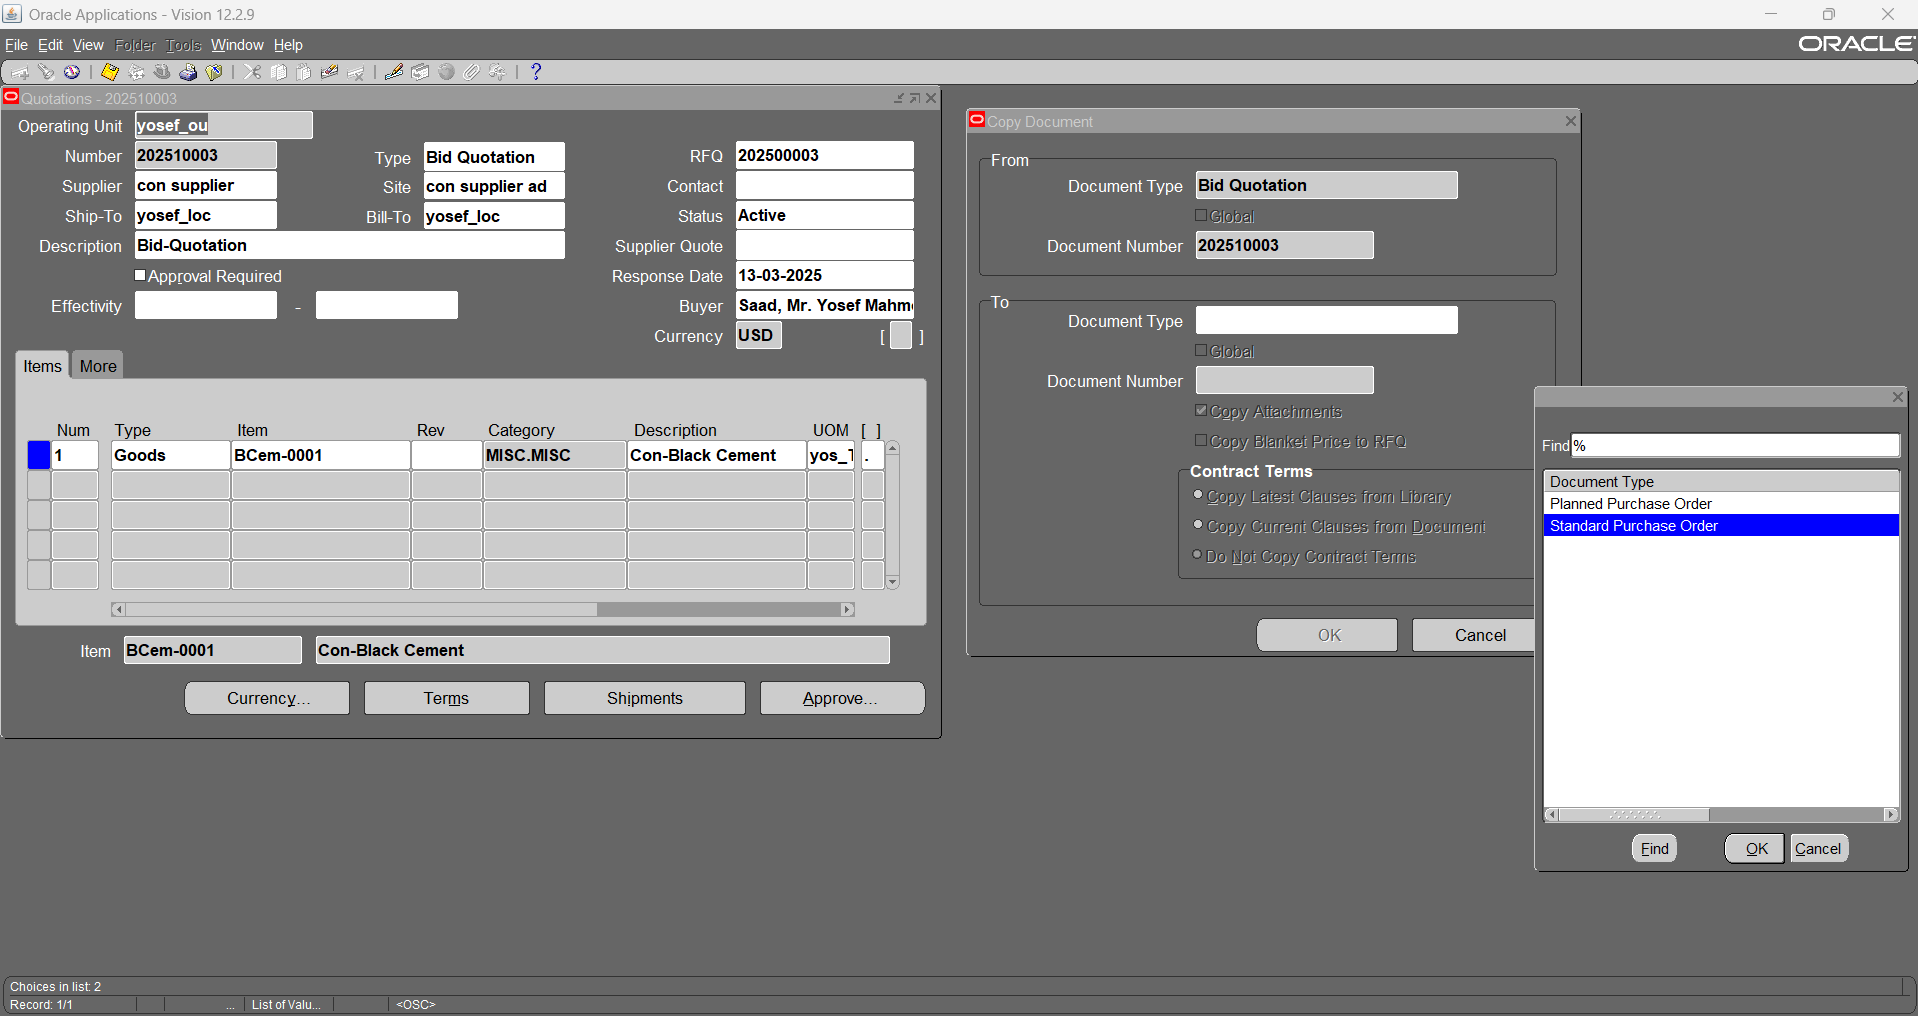 Oracle Applications - Vision 12.2.9
File Edit View Folder Tools Window Help
ORACLE
Quotations - 202510003
Operating Unit yosef_ou
Number 202510003 Type Bid Quotation RFQ 202500003
Supplier con supplier Site con supplier ad Contact
Ship-To yosef_loc Bill-To yosef_loc Status Active
Description Bid-Quotation Supplier Quote
Approval Required Response Date 13-03-2025
Effectivity - Buyer Saad, Mr. Yosef Mahm
Currency USD [ ]
Items More
Num Type Item Rev Category Description UOM [ ]
1 Goods BCem-0001 MISC.MISC Con-Black Cement yos_T .
Item BCem-0001 Con-Black Cement
Currency... Terms Shipments Approve...
Copy Document
From
Document Type Bid Quotation
Global
Document Number 202510003
To
Document Type
Global
Document Number
Copy Attachments
Copy Blanket Price to RFQ
Contract Terms
Copy Latest Clauses from Library
Copy Current Clauses from Document
Do Not Copy Contract Terms
OK Cancel
Find %
Document Type
Planned Purchase Order
Standard Purchase Order
Find OK Cancel
Choices in list: 2
Record: 1/1 ... List of Valu... <OSC>